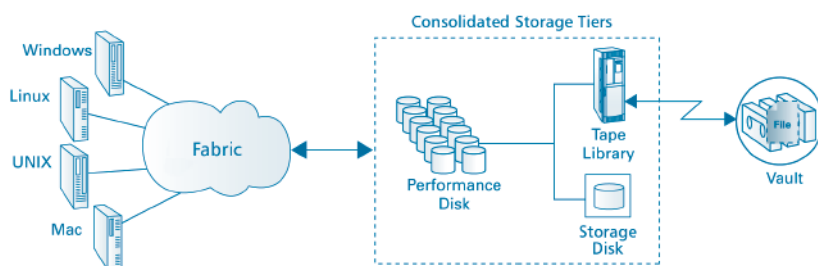 Consolidated Storage Tiers
Windows
Linux
UNIX
Mac
Fabric
Performance
Disk
Tape
Library
Storage
Disk
File
Vault